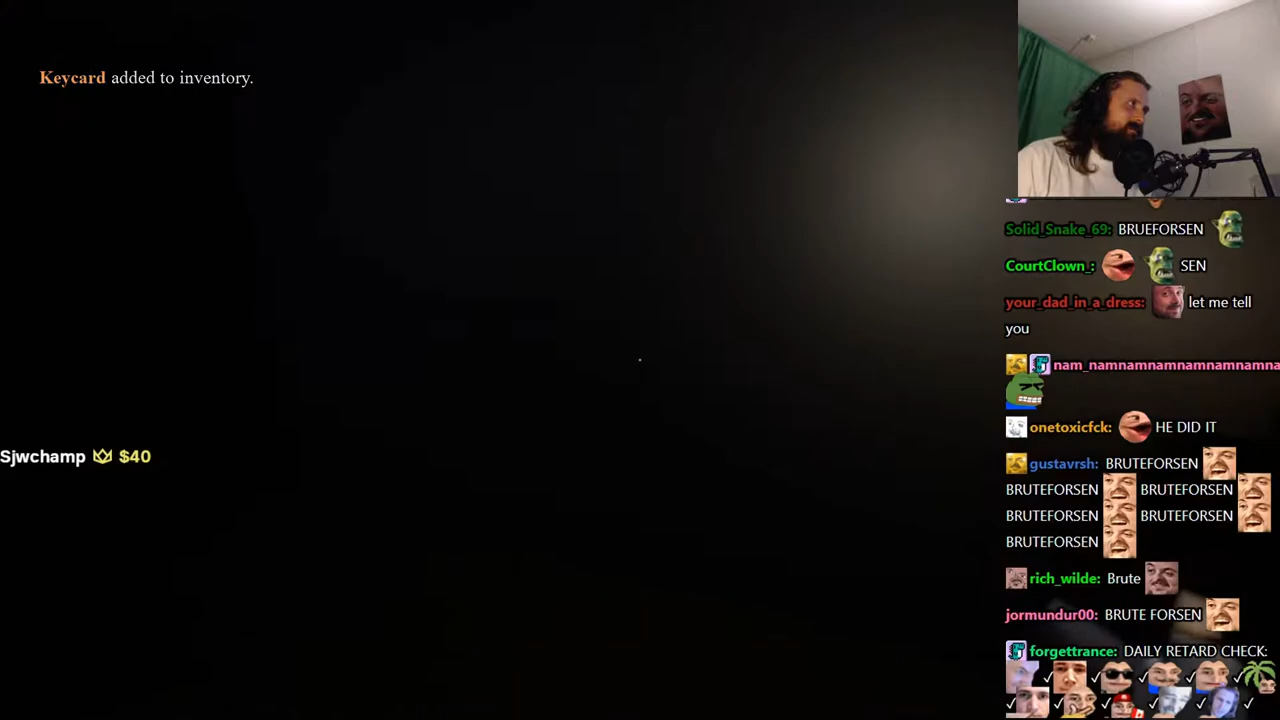 Keycard added to inventory.
Sjwchamp $40
Solid_Snake_69: BRUEFORSEN
CourtClown_: SEN
your_dad_in_a_dress: let me tell
you
nam_namnamnamnamnamnamna
onetoxicfck: HE DID IT
gustavrsh: BRUTEFORSEN
BRUTEFORSEN BRUTEFORSEN
BRUTEFORSEN BRUTEFORSEN
BRUTEFORSEN
rich_wilde: Brute
jormundur00: BRUTE FORSEN
forgettrance: DAILY RETARD CHECK: